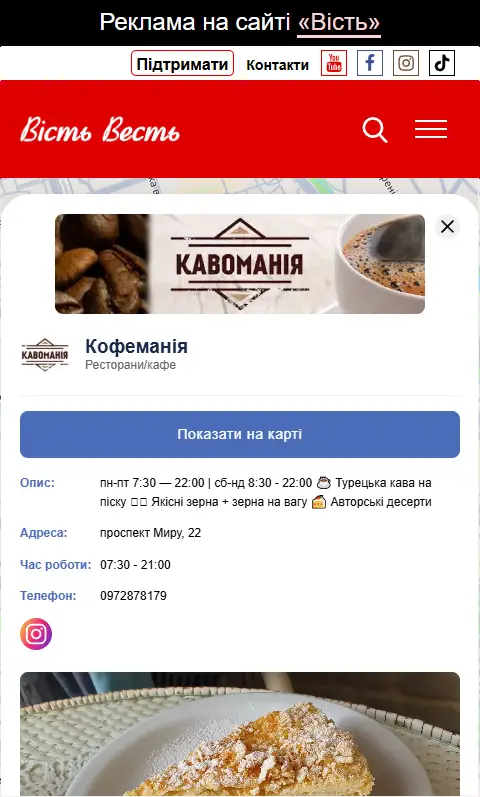 Реклама на сайті «Вість»
Підтримати Контакти You Tube
Вість Весть
КАВОМАНІЯ
КАВОМАНІЯ
Кофеманія
Ресторани/кафе
Показати на карті
Опис: пн-пт 7:30 — 22:00 | сб-нд 8:30 - 22:00 ☕ Турецька кава на
піску Якісні зерна + зерна на вагу 🍰 Авторські десерти
Адреса: проспект Миру, 22
Час роботи: 07:30 - 21:00
Телефон: 0972878179